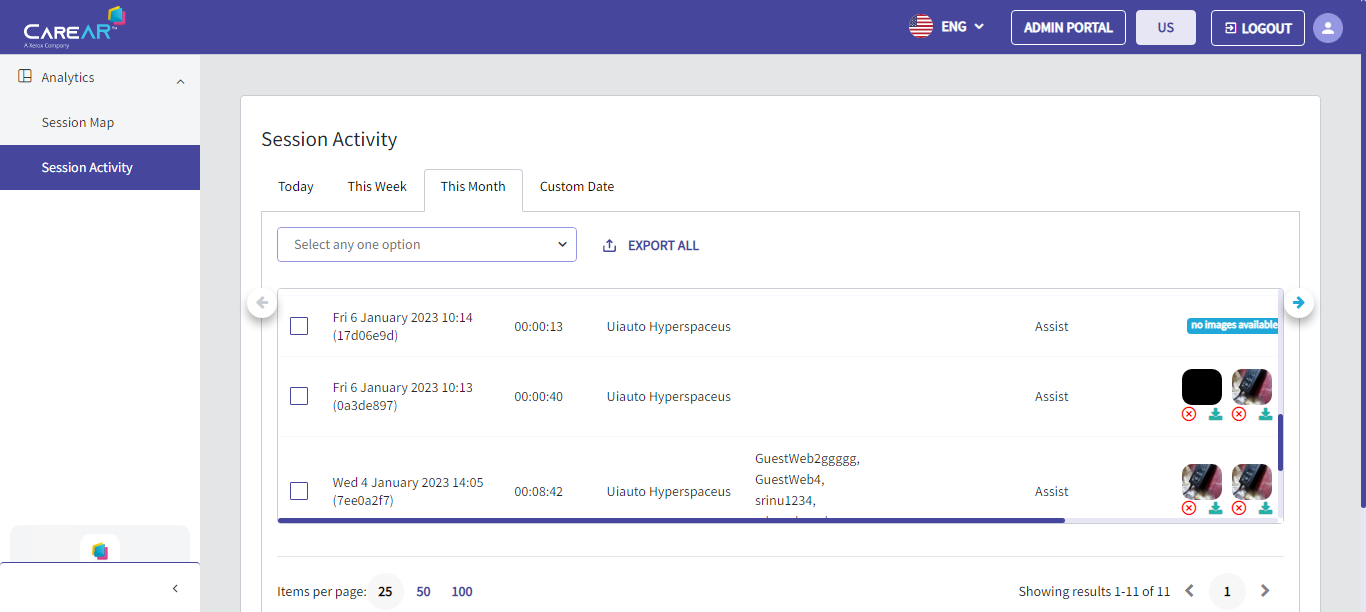 CAREAR™
A Xerox Company
ENG
ADMIN PORTAL
US
LOGOUT
Analytics
Session Map
Session Activity
Session Activity
Today
This Week
This Month
Custom Date
Select any one option
EXPORT ALL
Fri 6 January 2023 10:14
(17d06e9d)
00:00:13
Uiauto Hyperspaceus
Assist
no images available
Fri 6 January 2023 10:13
(0a3de897)
00:00:40
Uiauto Hyperspaceus
Assist
Wed 4 January 2023 14:05
(7ee0a2f7)
00:08:42
Uiauto Hyperspaceus
GuestWeb2ggggg,
GuestWeb4,
srinu1234,
Assist
Items per page: 25 50 100
Showing results 1-11 of 11
1